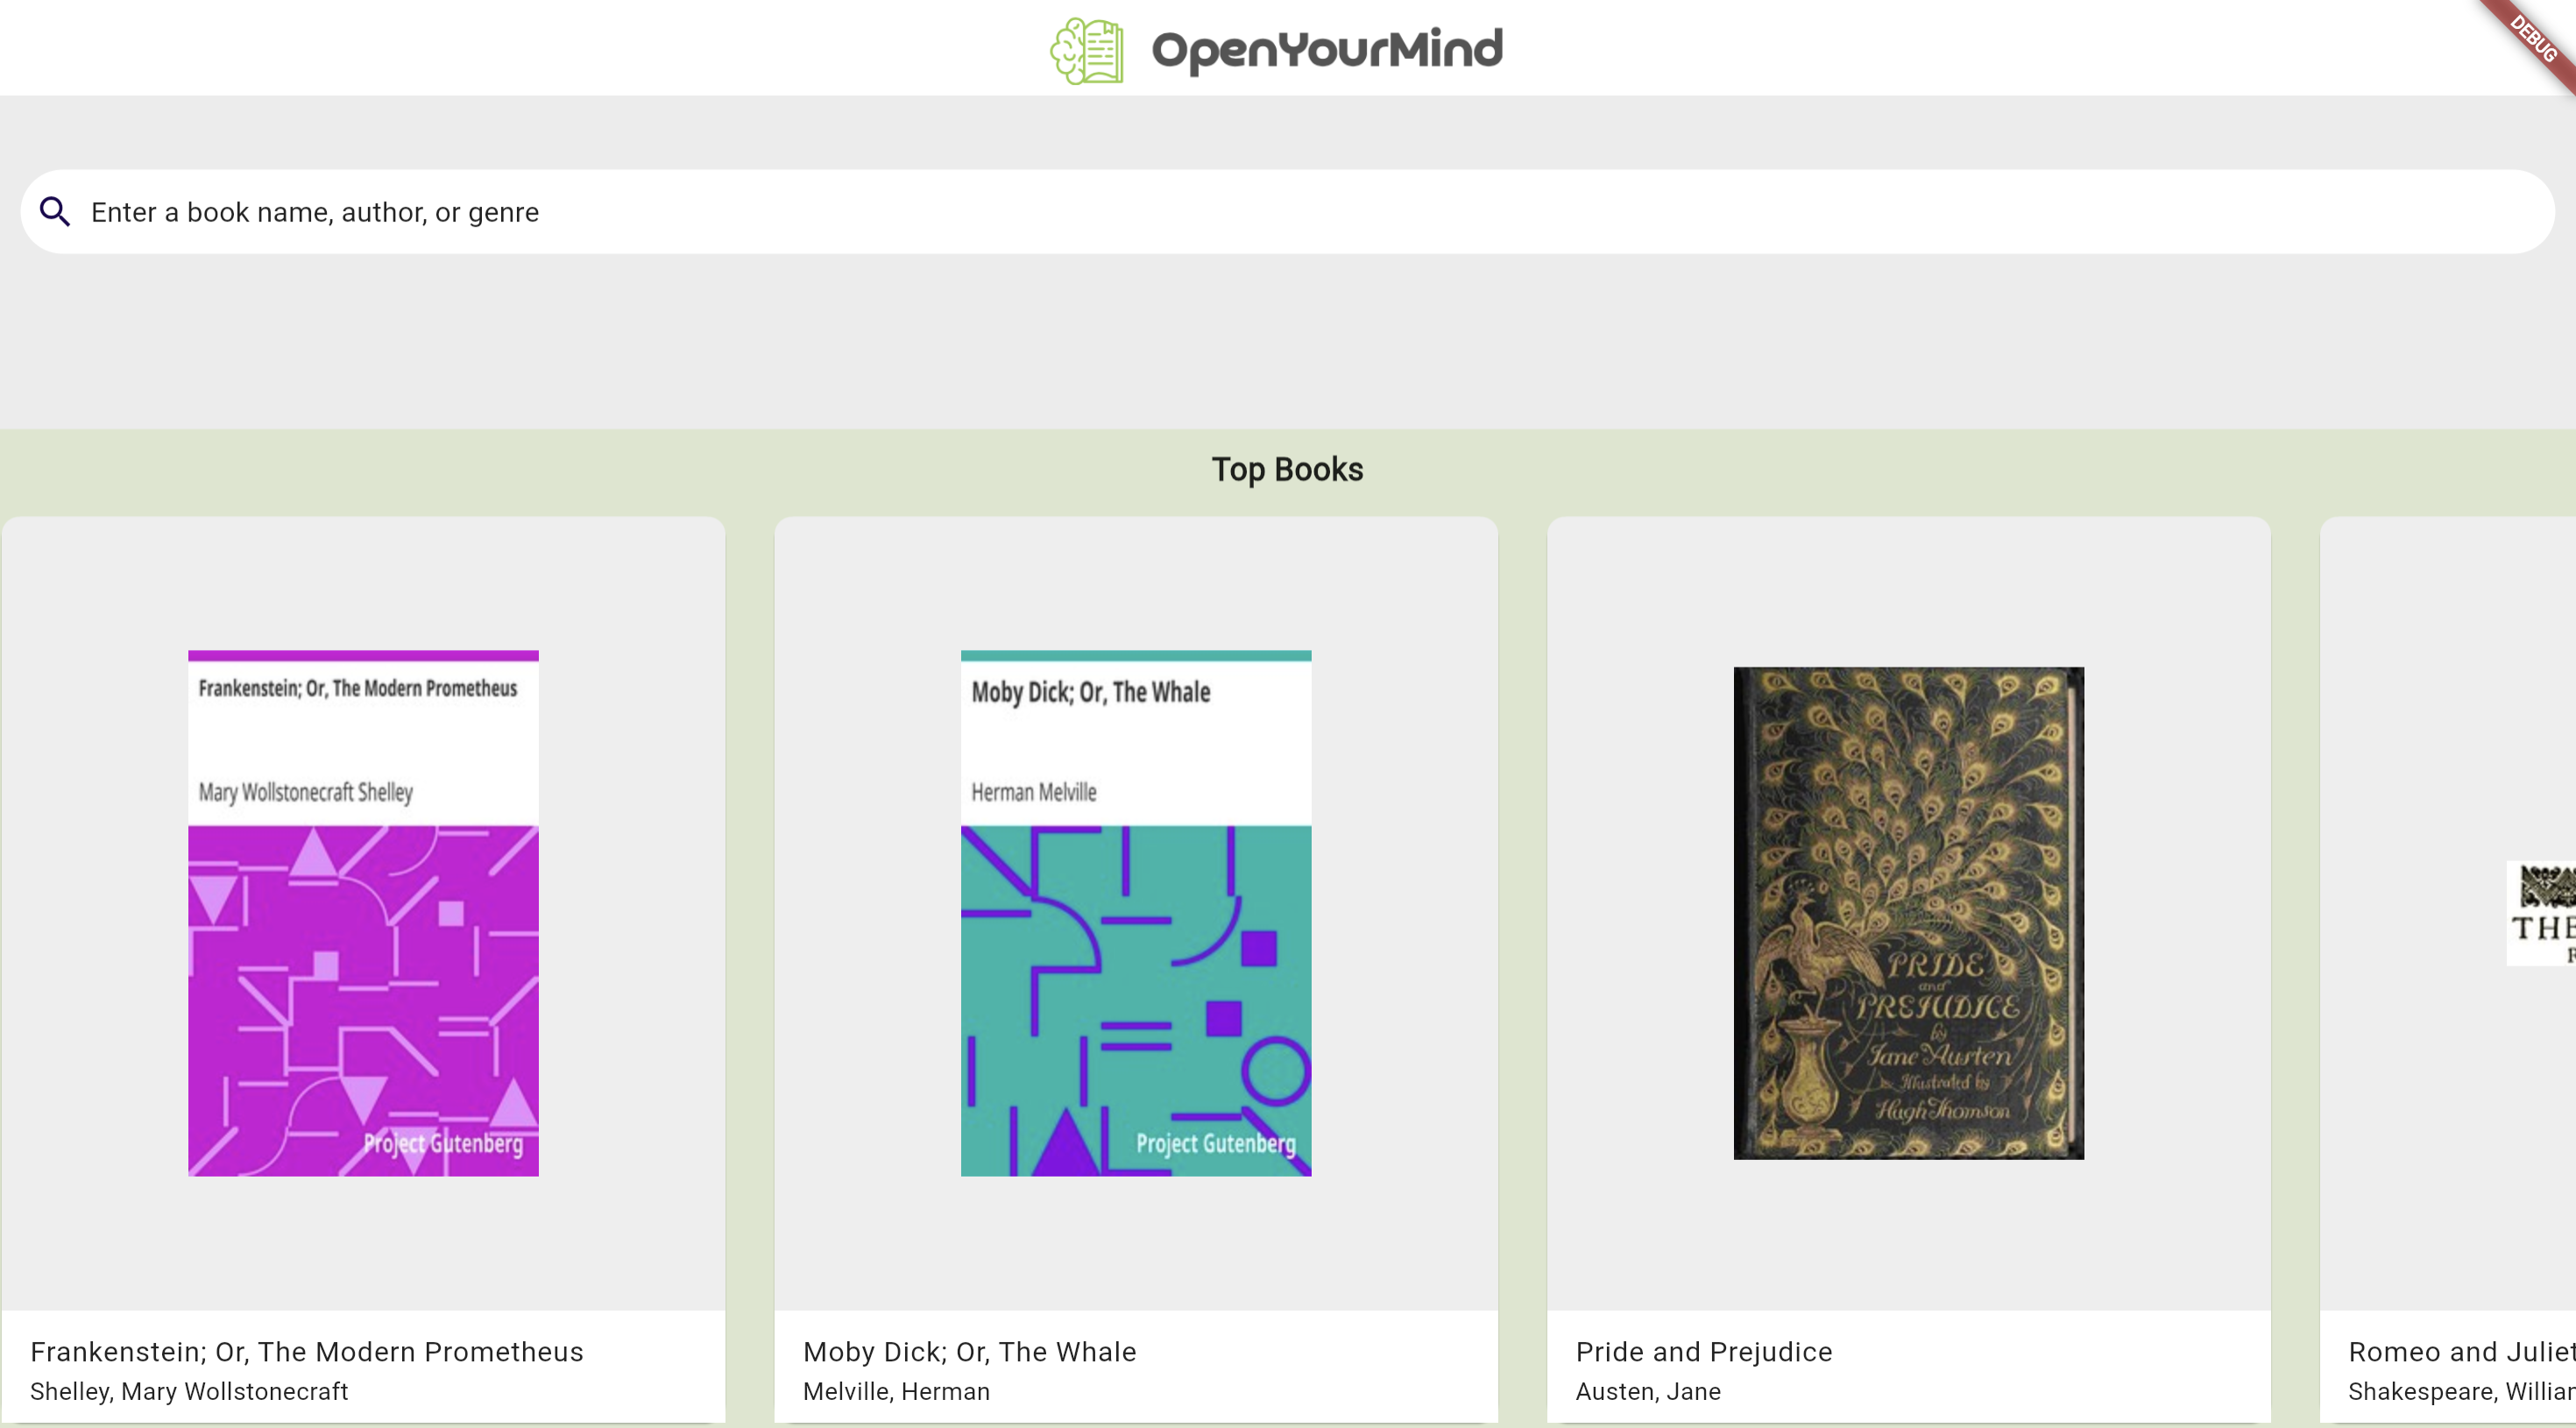 OpenYourMind
DEBUG
Enter a book name, author, or genre
Top Books
Frankenstein; Or, The Modern Prometheus
Mary Wollstonecraft Shelley
Project Gutenberg
Frankenstein; Or, The Modern Prometheus
Shelley, Mary Wollstonecraft
Moby Dick; Or, The Whale
Herman Melville
Project Gutenberg
Moby Dick; Or, The Whale
Melville, Herman
PRIDE
and
PREJUDICE
by
Jane Austen
Illustrated by
Hugh Thomson
Pride and Prejudice
Austen, Jane
THE
Romeo and Juliet
Shakespeare,